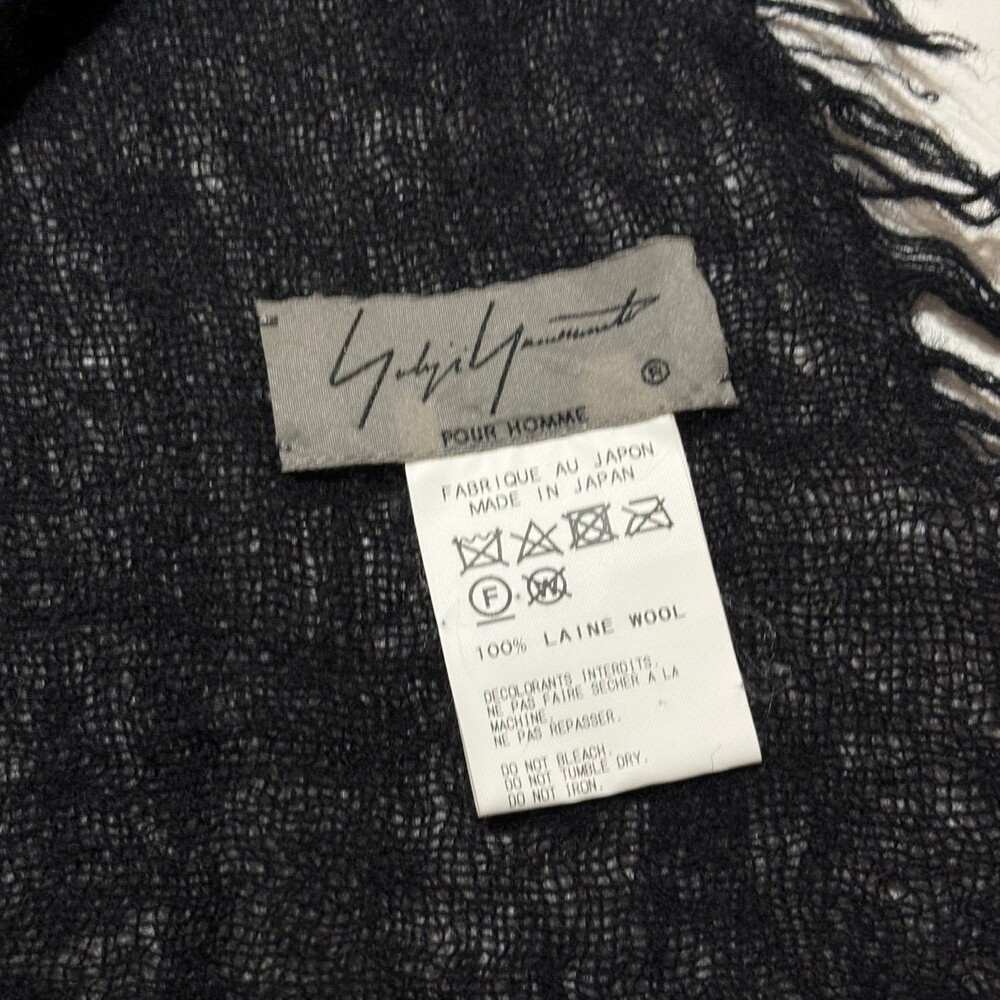 Yohji Yamamoto
®
POUR HOMME
FABRIQUE AU JAPON
MADE IN JAPAN
F W
100% LAINE WOOL
DECOLORANTS INTERDITS.
NE PAS FAIRE SECHER A LA
MACHINE.
NE PAS REPASSER.
DO NOT BLEACH.
DO NOT TUMBLE DRY.
DO NOT IRON.